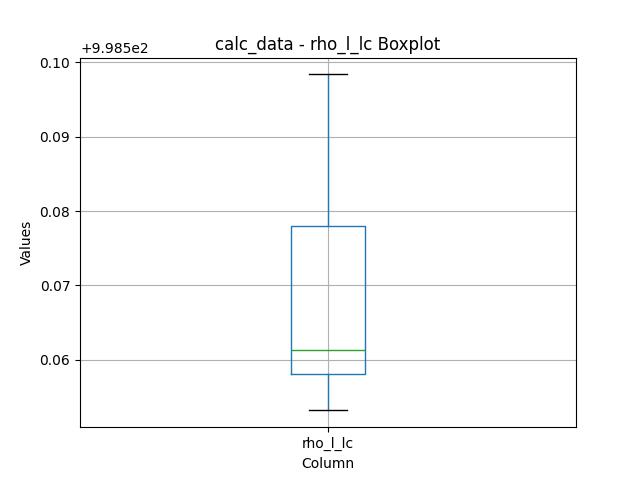 calc_data - rho_l_lc Boxplot
+9.985e2
0.10
0.09
0.08
0.07
0.06
Values
rho_l_lc
Column